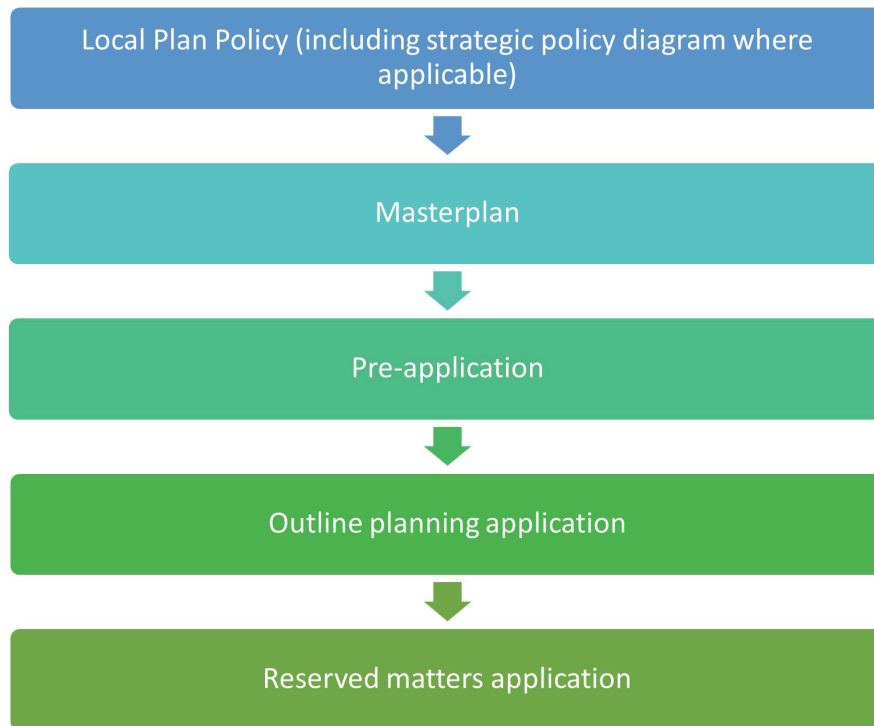 Local Plan Policy (including strategic policy diagram where
applicable)
Masterplan
Pre-application
Outline planning application
Reserved matters application